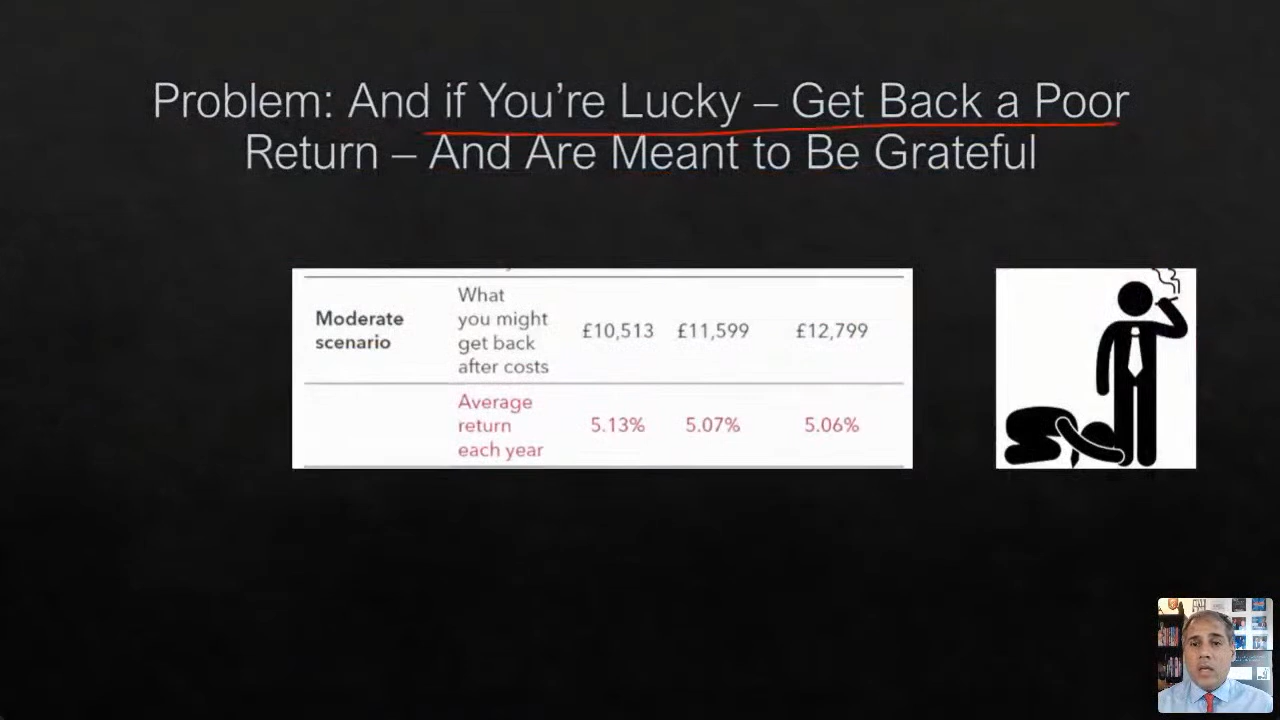 Problem: And if You're Lucky – Get Back a Poor
Return – And Are Meant to Be Grateful
Moderate
scenario
What
you might
get back
after costs
£10,513 £11,599 £12,799
Average
return
each year
5.13% 5.07% 5.06%